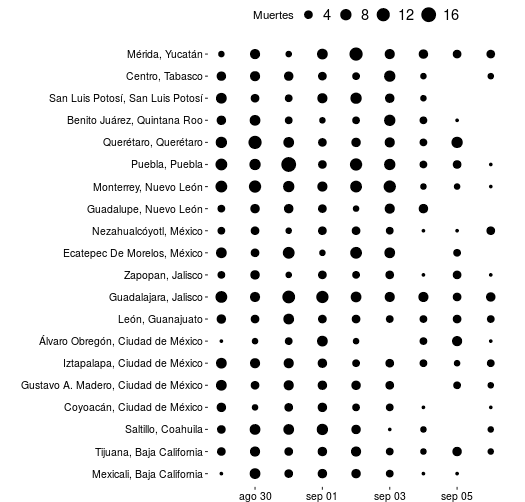 Muertes 4 8 12 16
Mérida, Yucatán
Centro, Tabasco
San Luis Potosí, San Luis Potosí
Benito Juárez, Quintana Roo
Querétaro, Querétaro
Puebla, Puebla
Monterrey, Nuevo León
Guadalupe, Nuevo León
Nezahualcóyotl, México
Ecatepec De Morelos, México
Zapopan, Jalisco
Guadalajara, Jalisco
León, Guanajuato
Álvaro Obregón, Ciudad de México
Iztapalapa, Ciudad de México
Gustavo A. Madero, Ciudad de México
Coyoacán, Ciudad de México
Saltillo, Coahuila
Tijuana, Baja California
Mexicali, Baja California
ago 30 sep 01 sep 03 sep 05